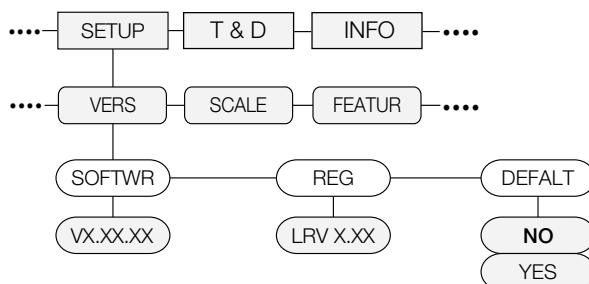 •••• SETUP T & D INFO ••••
•••• VERS SCALE FEATUR ••••
SOFTWR REG DEFALT
VX.XX.XX LRV X.XX NO
YES